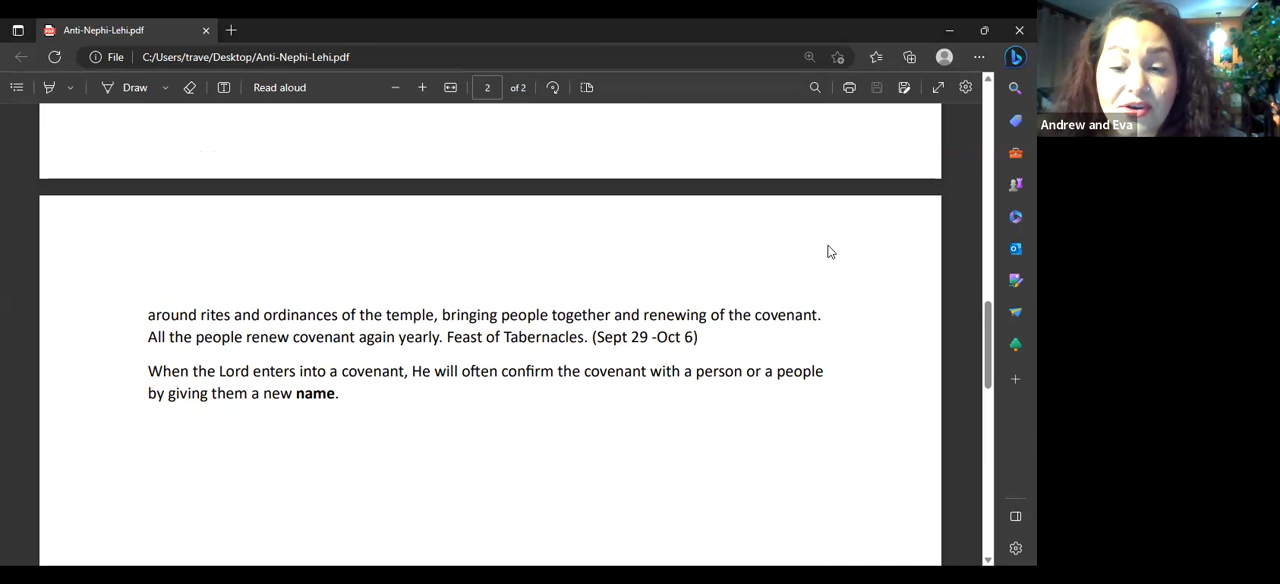 Anti-Nephi-Lehi.pdf
File C:/Users/trave/Desktop/Anti-Nephi-Lehi.pdf
Draw Read aloud 2 of 2
Andrew and Eva
around rites and ordinances of the temple, bringing people together and renewing of the covenant.
All the people renew covenant again yearly. Feast of Tabernacles. (Sept 29 -Oct 6)
When the Lord enters into a covenant, He will often confirm the covenant with a person or a people
by giving them a new name.